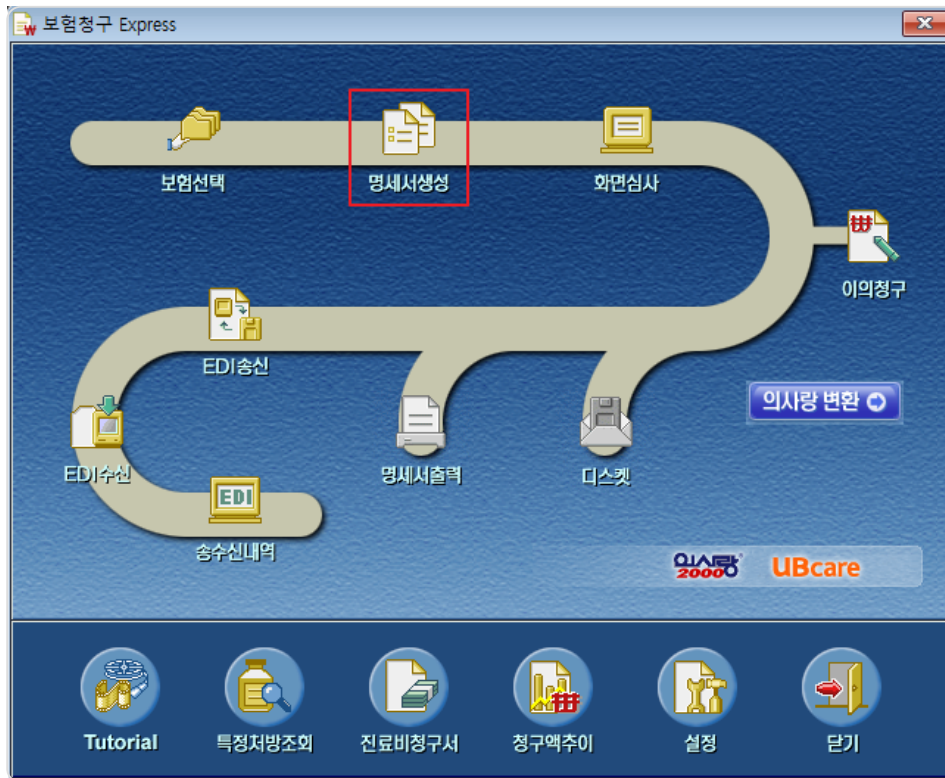 보험청구 Express
보험선택
명세서생성
화면심사
이의청구
EDI송신
의사랑 변환
EDI수신
명세서출력
디스켓
EDI
송수신내역
의사랑 2000
UBcare
Tutorial
특정처방조회
진료비청구서
청구액추이
설정
닫기